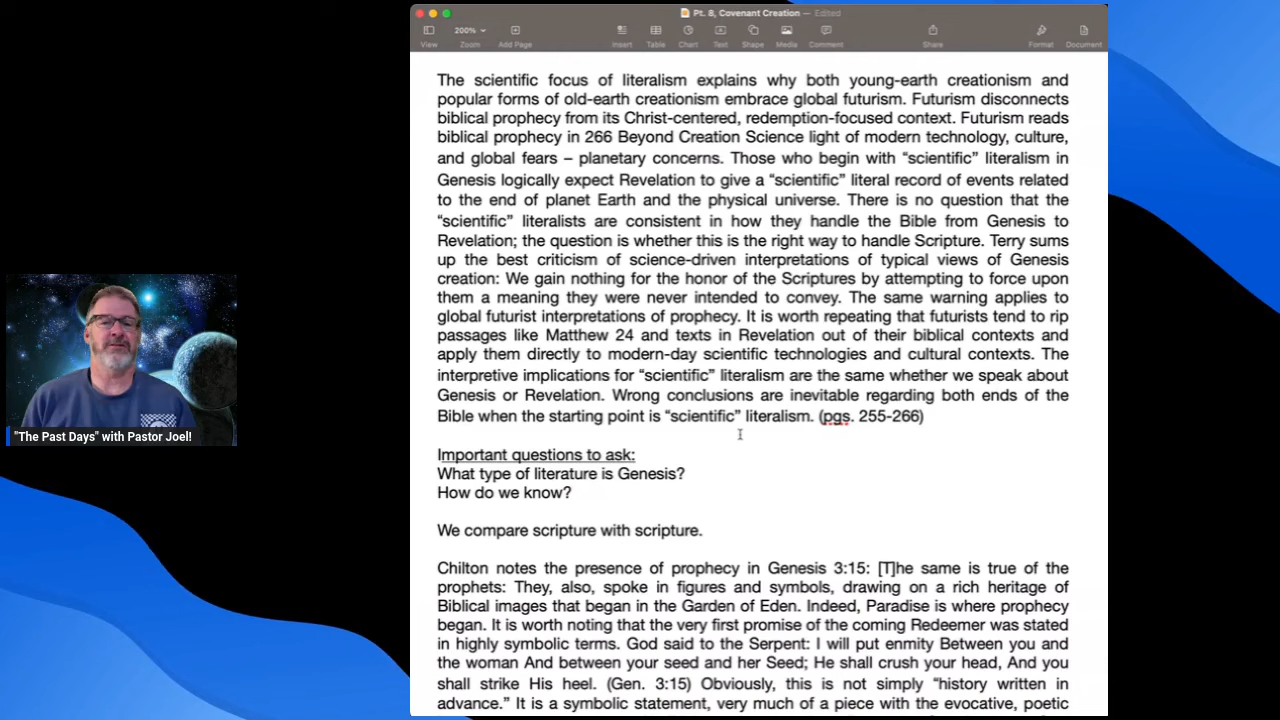 Pt. 8, Covenant Creation — Edited
200%
View
Zoom
Add Page
Insert
Table
Chart
Text
Shape
Media
Comment
Share
Format
Document
The scientific focus of literalism explains why both young-earth creationism and
popular forms of old-earth creationism embrace global futurism. Futurism disconnects
biblical prophecy from its Christ-centered, redemption-focused context. Futurism reads
biblical prophecy in 266 Beyond Creation Science light of modern technology, culture,
and global fears – planetary concerns. Those who begin with “scientific” literalism in
Genesis logically expect Revelation to give a “scientific” literal record of events related
to the end of planet Earth and the physical universe. There is no question that the
“scientific” literalists are consistent in how they handle the Bible from Genesis to
Revelation; the question is whether this is the right way to handle Scripture. Terry sums
up the best criticism of science-driven interpretations of typical views of Genesis
creation: We gain nothing for the honor of the Scriptures by attempting to force upon
them a meaning they were never intended to convey. The same warning applies to
global futurist interpretations of prophecy. It is worth repeating that futurists tend to rip
passages like Matthew 24 and texts in Revelation out of their biblical contexts and
apply them directly to modern-day scientific technologies and cultural contexts. The
interpretive implications for “scientific” literalism are the same whether we speak about
Genesis or Revelation. Wrong conclusions are inevitable regarding both ends of the
Bible when the starting point is “scientific” literalism. (pgs. 255-266)
Important questions to ask:
What type of literature is Genesis?
How do we know?
We compare scripture with scripture.
Chilton notes the presence of prophecy in Genesis 3:15: [T]he same is true of the
prophets: They, also, spoke in figures and symbols, drawing on a rich heritage of
Biblical images that began in the Garden of Eden. Indeed, Paradise is where prophecy
began. It is worth noting that the very first promise of the coming Redeemer was stated
in highly symbolic terms. God said to the Serpent: I will put enmity Between you and
the woman And between your seed and her Seed; He shall crush your head, And you
shall strike His heel. (Gen. 3:15) Obviously, this is not simply “history written in
advance.” It is a symbolic statement, very much of a piece with the evocative, poetic
"The Past Days" with Pastor Joel!